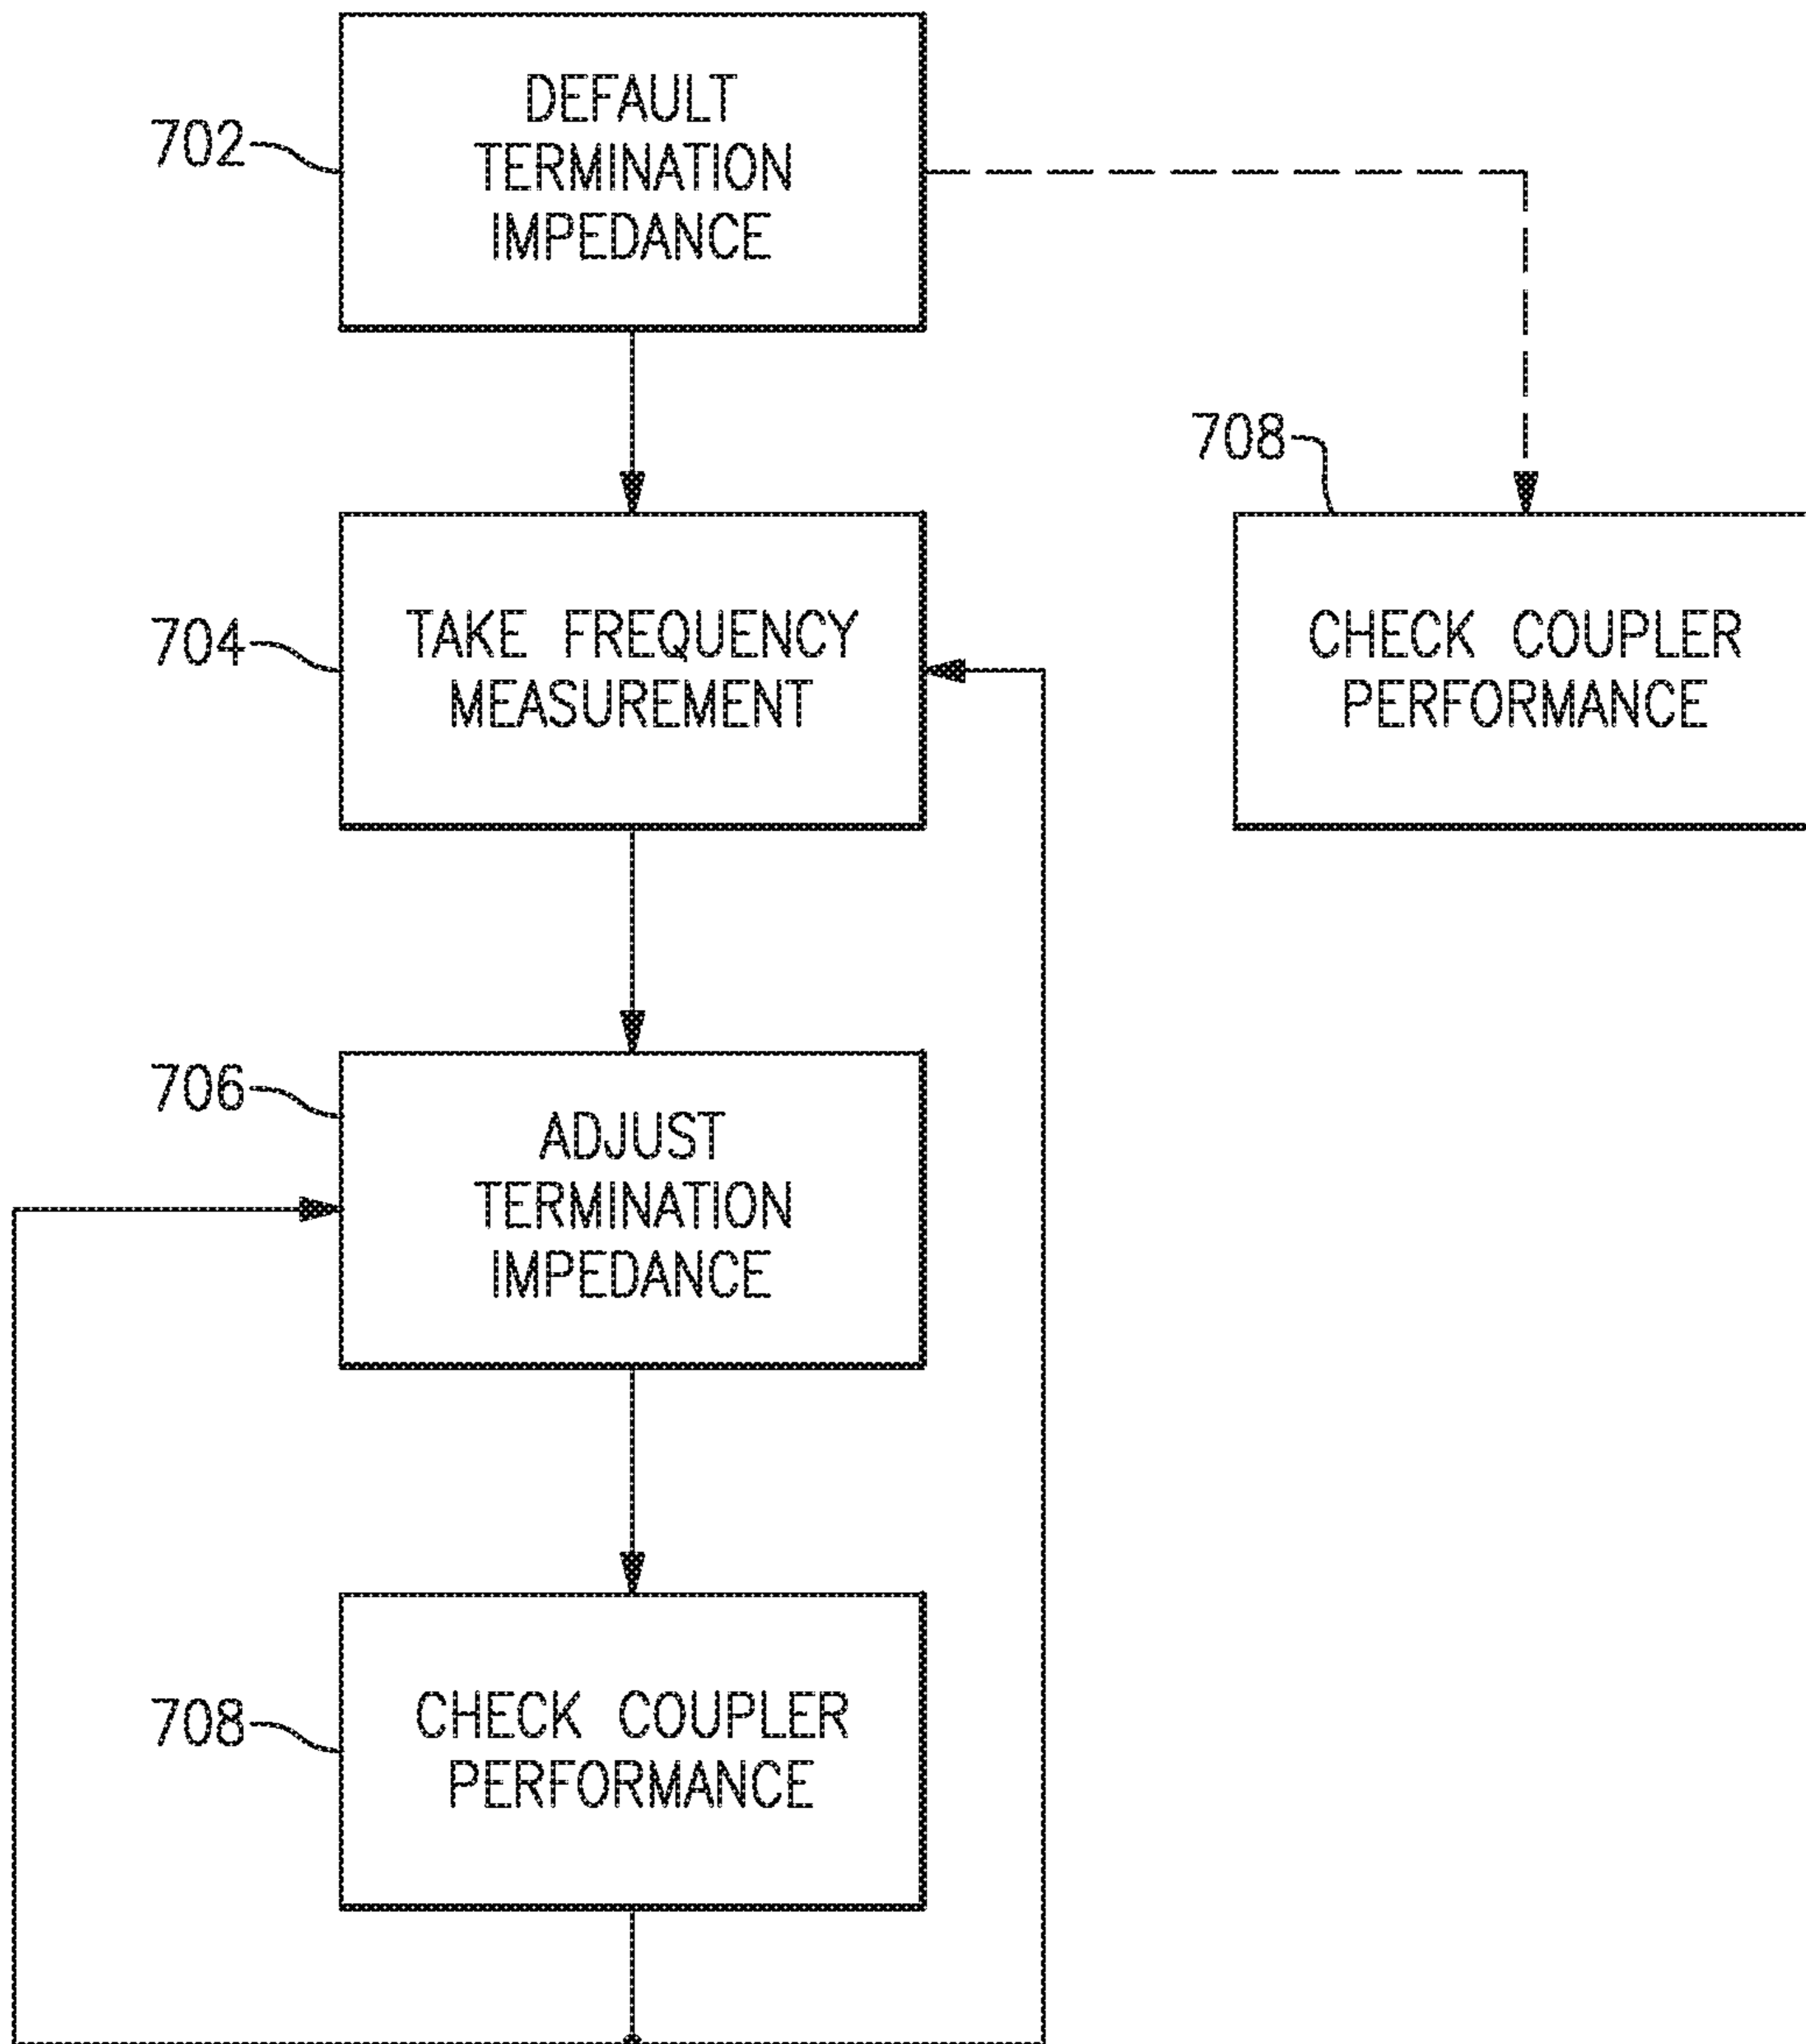 702
DEFAULT
TERMINATION
IMPEDANCE
708
704
TAKE FREQUENCY
MEASUREMENT
CHECK COUPLER
PERFORMANCE
706
ADJUST
TERMINATION
IMPEDANCE
708
CHECK COUPLER
PERFORMANCE